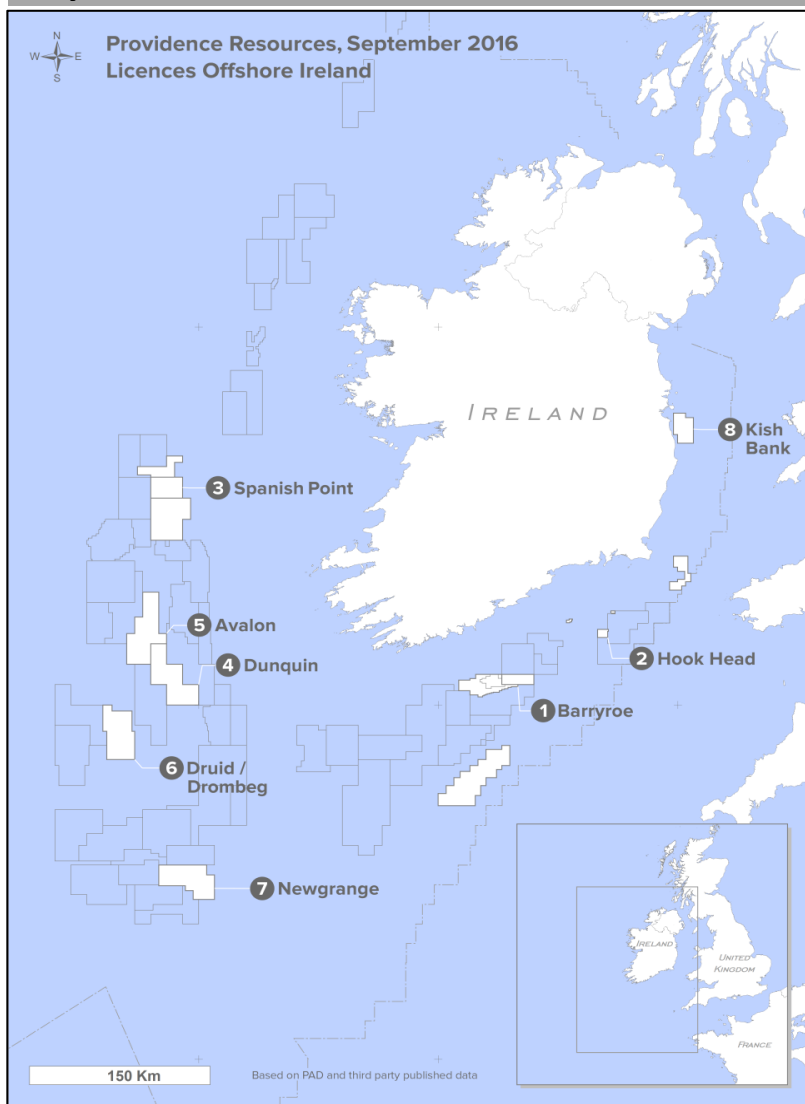 Providence Resources, September 2016
Licences Offshore Ireland
N
W E
S
IRELAND
8 Kish
Bank
3 Spanish Point
5 Avalon
4 Dunquin
2 Hook Head
1 Barryroe
6 Druid /
Drombeg
7 Newgrange
IRELAND
UNITED
KINGDOM
FRANCE
150 Km
Based on PAD and third party published data